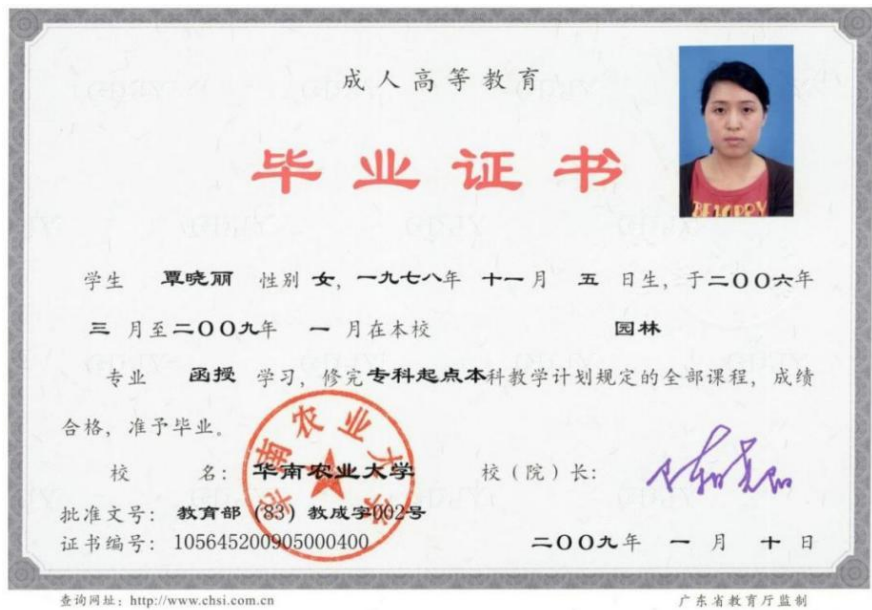 成人高等教育
毕业证书
学生 覃晓丽 性别 女，一九七八年 十一月 五 日生，于二〇〇六年
三 月至二〇〇九年 一 月在本校 园林
专业 函授 学习，修完专科起点本科教学计划规定的全部课程，成绩
合格，准予毕业。
校 名：华南农业大学 校（院）长：
批准文号：教育部（83）教成字002号
证书编号：105645200905000400 二〇〇九年 一 月 十 日
华南农业大学
查询网址：http://www.chsi.com.cn 广东省教育厅监制